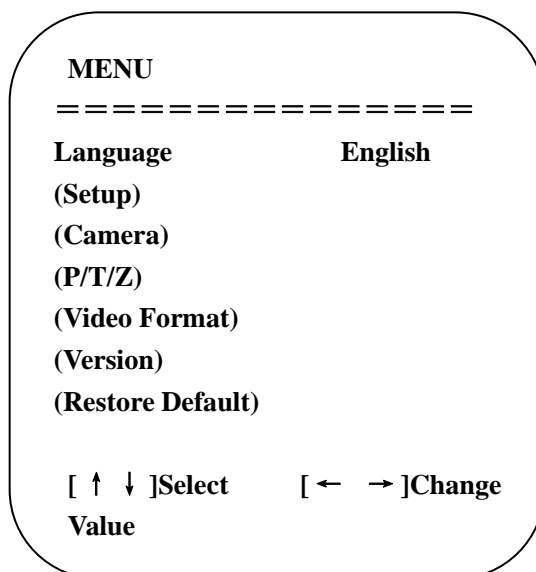 MENU
===============
Language English
(Setup)
(Camera)
(P/T/Z)
(Video Format)
(Version)
(Restore Default)
[ ↑ ↓ ]Select [ ← → ]Change
Value